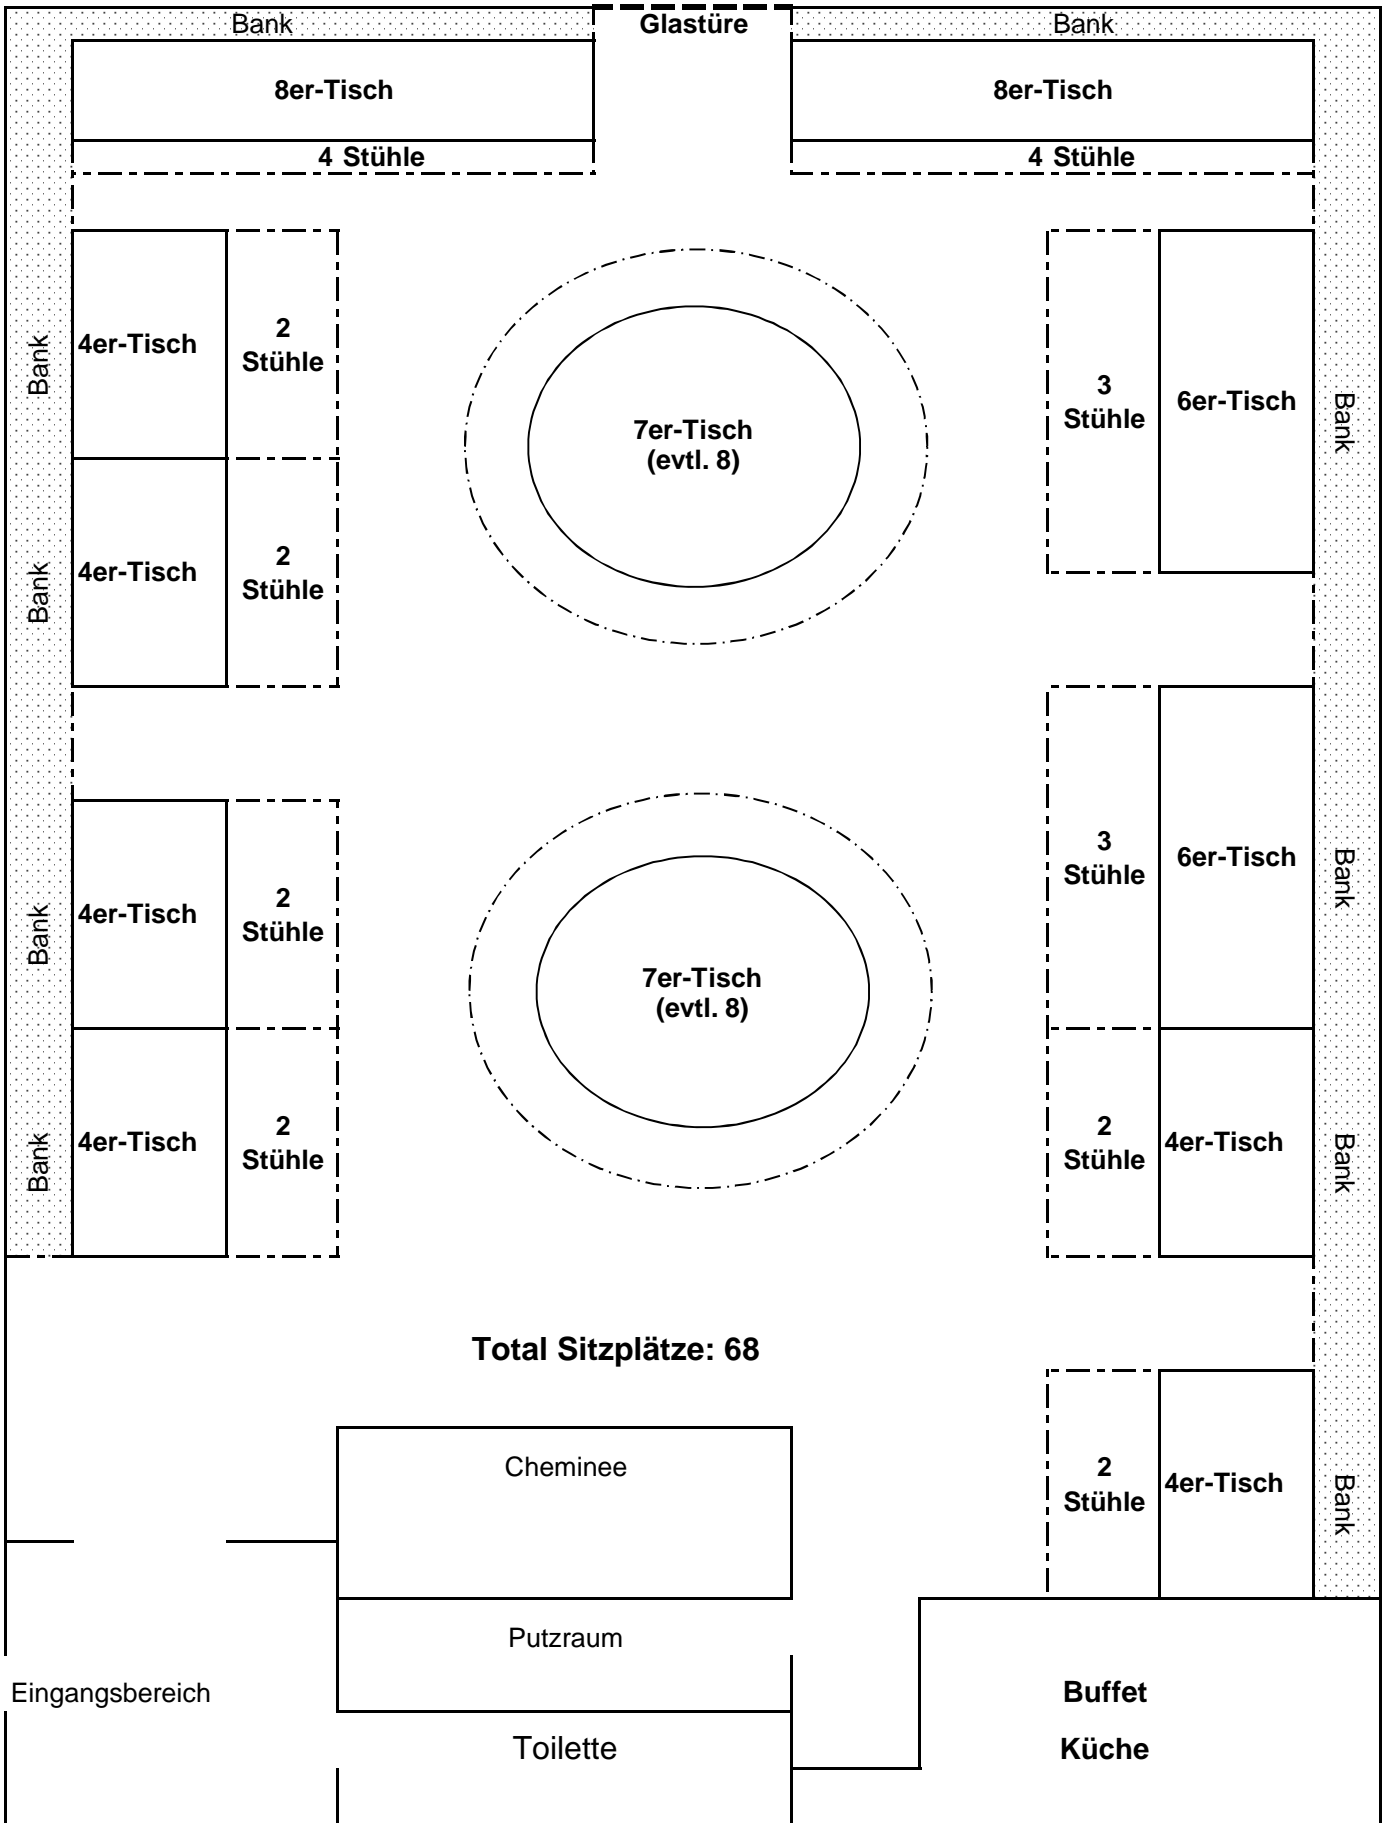 Bank
Glastüre
Bank
8er-Tisch
8er-Tisch
4 Stühle
4 Stühle
Bank
4er-Tisch
2
Stühle
7er-Tisch
(evtl. 8)
3
Stühle
6er-Tisch
Bank
Bank
4er-Tisch
2
Stühle
Bank
4er-Tisch
2
Stühle
7er-Tisch
(evtl. 8)
3
Stühle
6er-Tisch
Bank
Bank
4er-Tisch
2
Stühle
2
Stühle
4er-Tisch
Bank
Total Sitzplätze: 68
Cheminee
2
Stühle
4er-Tisch
Bank
Putzraum
Eingangsbereich
Buffet
Toilette
Küche